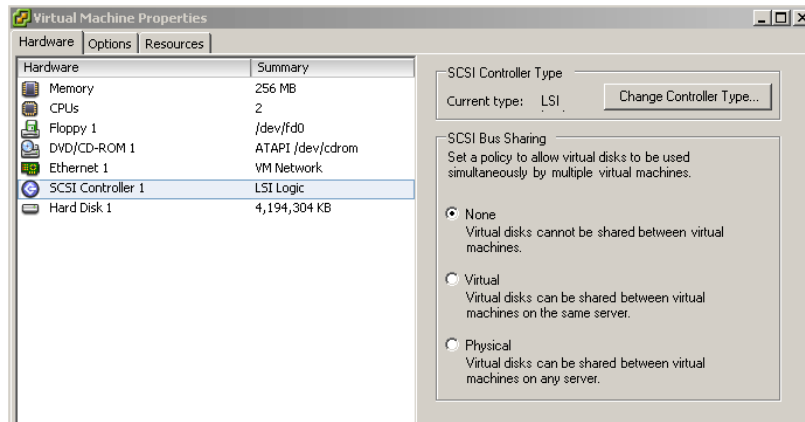 Virtual Machine Properties
Hardware Options Resources
Hardware Summary
Memory 256 MB
CPUs 2
Floppy 1 /dev/fd0
DVD/CD-ROM 1 ATAPI /dev/cdrom
Ethernet 1 VM Network
SCSI Controller 1 LSI Logic
Hard Disk 1 4,194,304 KB
SCSI Controller Type
Current type: LSI Change Controller Type...
SCSI Bus Sharing
Set a policy to allow virtual disks to be used
simultaneously by multiple virtual machines.
None
Virtual disks cannot be shared between virtual
machines.
Virtual
Virtual disks can be shared between virtual
machines on the same server.
Physical
Virtual disks can be shared between virtual
machines on any server.